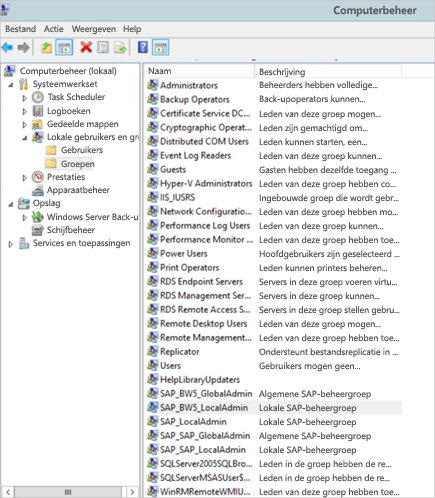 Computerbeheer
Bestand Actie Weergeven Help
Computerbeheer (lokaal)
Systeemwerkset
Task Scheduler
Logboeken
Gedeelde mappen
Lokale gebruikers en gro
Gebruikers
Groepen
Prestaties
Apparaatbeheer
Opslag
Windows Server Back-u
Schijfbeheer
Services en toepassingen
Naam Beschrijving
Administrators Beheerders hebben volledige...
Backup Operators Back-upoperators kunnen...
Certificate Service DC... Leden van deze groep mogen...
Cryptographic Operat... Leden zijn gemachtigd om...
Distributed COM Users Leden kunnen starten, een...
Event Log Readers Leden van deze groep kunnen...
Guests Gasten hebben dezelfde toegang ...
Hyper-V Administrators Leden van deze groep hebben co...
IIS_IUSRS Ingebouwde groep die wordt gebr...
Network Configuratio... Leden van deze groep hebben mo...
Performance Log Users Leden van deze groep kunnen...
Performance Monitor ... Leden van deze groep hebben toe...
Power Users Hoofdgebruikers zijn geselecteerd ...
Print Operators Leden kunnen printers beheren...
RDS Endpoint Servers Servers in deze groep voeren virtu...
RDS Management Ser... Servers in deze groep kunnen...
RDS Remote Access S... Servers in deze groep stellen gebru...
Remote Desktop Users Leden van deze groep mogen...
Remote Management... Leden van deze groep hebben toe...
Replicator Ondersteunt bestandsreplicatie in ...
Users Gebruikers mogen geen...
HelpLibraryUpdaters
SAP_BW5_GlobalAdmin Algemene SAP-beheergroep
SAP_BW5_LocalAdmin Lokale SAP-beheergroep
SAP_LocalAdmin Lokale SAP-beheergroep
SAP_SAP_GlobalAdmin Algemene SAP-beheergroep
SAP_SAP_LocalAdmin Lokale SAP-beheergroep
SQLServer2005SQLBro... Leden in de groep hebben de re...
SQLServerMSASUser$... Leden in de groep hebben de re...
WinRMRemoteWMIU... Leden van deze groep hebben toe...